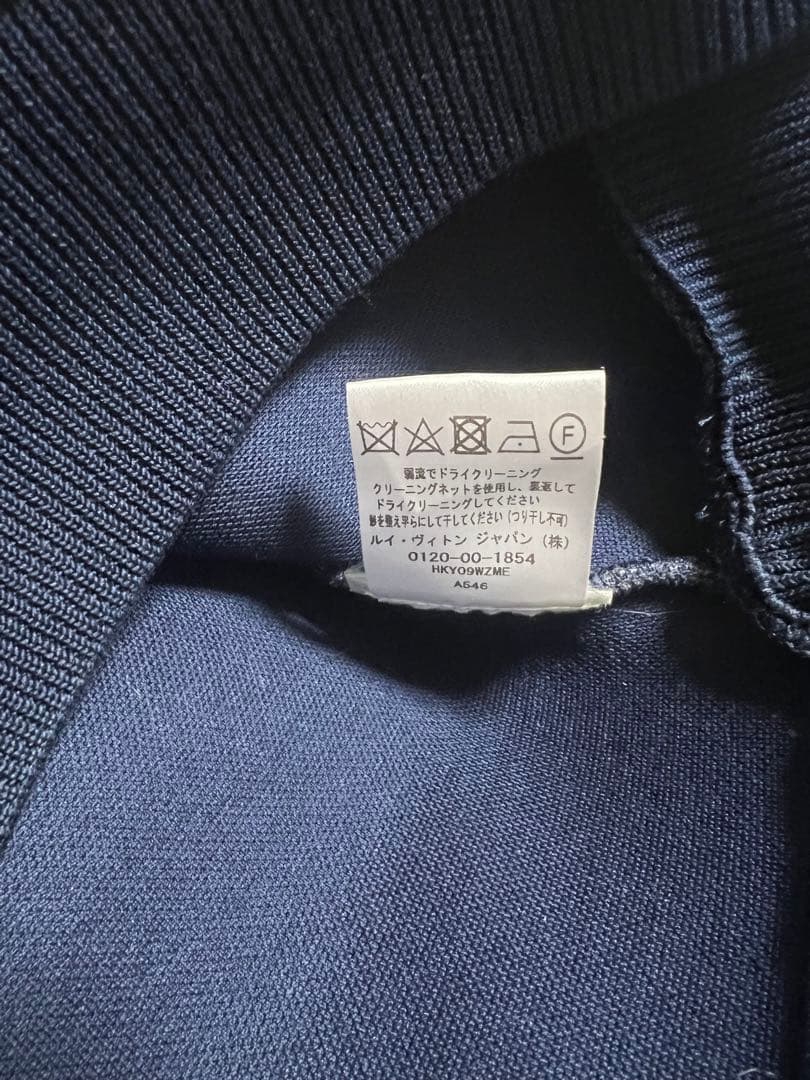 F
弱流でドライクリーニング
クリーニングネットを使用し、裏返して
ドライクリーニングしてください
形を整え平らにして干してください(つり干し不可)
ルイ・ヴィトン ジャパン (株)
0120-00-1854
HKY09WZME
A546